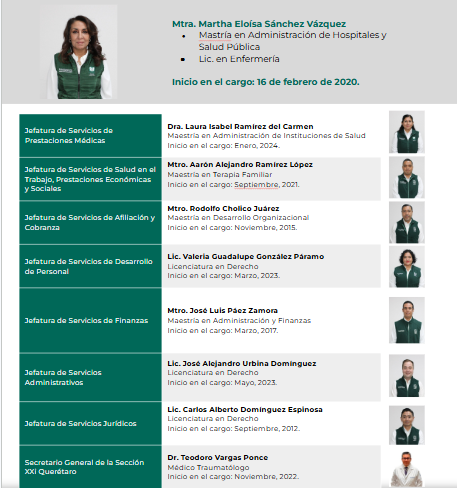 Mtra. Martha Eloísa Sánchez Vázquez
• Mastría en Administración de Hospitales y
Salud Pública
• Lic. en Enfermería
Inicio en el cargo: 16 de febrero de 2020.
Jefatura de Servicios de
Prestaciones Médicas
Dra. Laura Isabel Ramírez del Carmen
Maestría en Administración de Instituciones de Salud
Inicio en el cargo: Enero, 2024.
Jefatura de Servicios de Salud en el
Trabajo, Prestaciones Económicas
y Sociales
Mtro. Aarón Alejandro Ramírez López
Maestría en Terapia Familiar
Inicio en el cargo: Septiembre, 2021.
Jefatura de Servicios de Afiliación y
Cobranza
Mtro. Rodolfo Cholico Juárez
Maestría en Desarrollo Organizacional
Inicio en el cargo: Noviembre, 2015.
Jefatura de Servicios de Desarrollo
de Personal
Lic. Valeria Guadalupe González Páramo
Licenciatura en Derecho
Inicio en el cargo: Marzo, 2023.
Jefatura de Servicios de Finanzas
Mtro. José Luis Páez Zamora
Maestría en Administración y Finanzas
Inicio en el cargo: Marzo, 2017.
Jefatura de Servicios
Administrativos
Lic. José Alejandro Urbina Domínguez
Licenciatura en Derecho
Inicio en el cargo: Mayo, 2023.
Jefatura de Servicios Jurídicos
Lic. Carlos Alberto Domínguez Espinosa
Licenciatura en Derecho
Inicio en el cargo: Septiembre, 2012.
Secretario General de la Sección
XXI Querétaro
Dr. Teodoro Vargas Ponce
Médico Traumatólogo
Inicio en el cargo: Noviembre, 2022.